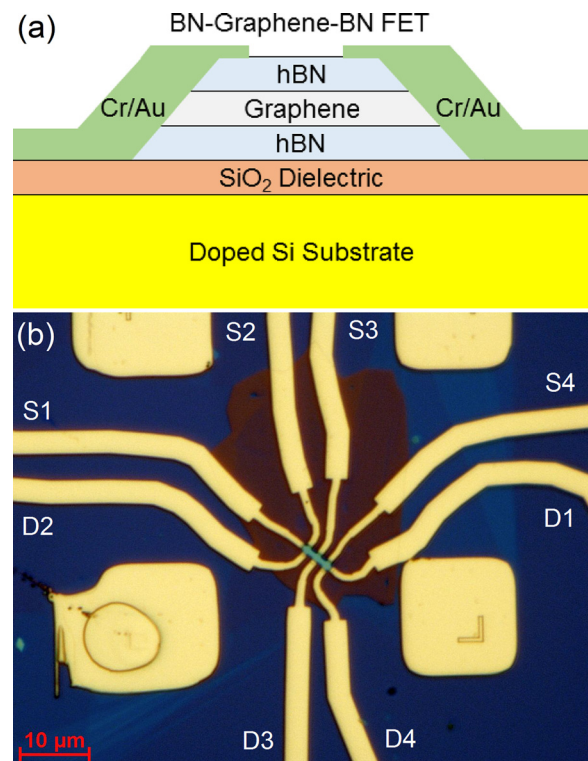 (a)
BN-Graphene-BN FET
hBN
Cr/Au
Graphene
Cr/Au
hBN
SiO₂ Dielectric
Doped Si Substrate
(b)
S2
S3
S1
S4
D2
D1
D3
D4
10 µm